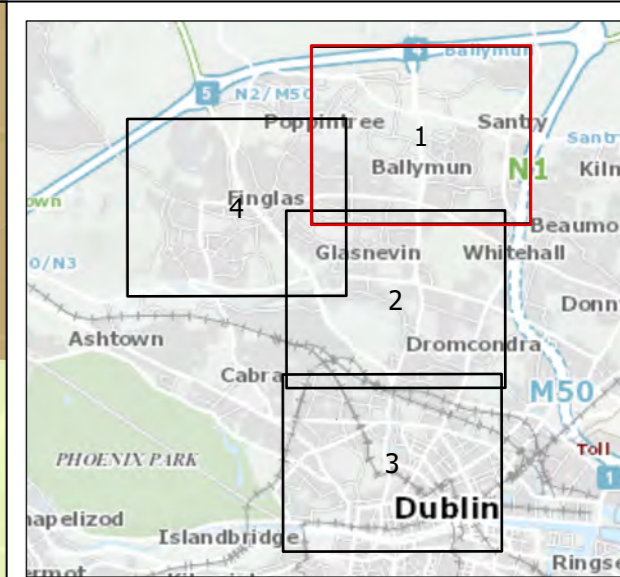 4
Ballymun
5
N2/M50
Poppintree
1
Santry
Santr
Ballymun
N1
Kiln
own
Finglas
4
Beaumo
0/N3
Glasnevin
Whitehall
2
Donn
Ashtown
Dromcondra
Cabra
M50
PHOENIX PARK
3
Toll
1
Dublin
hapelizod
Islandbridge
ermot
Ringse